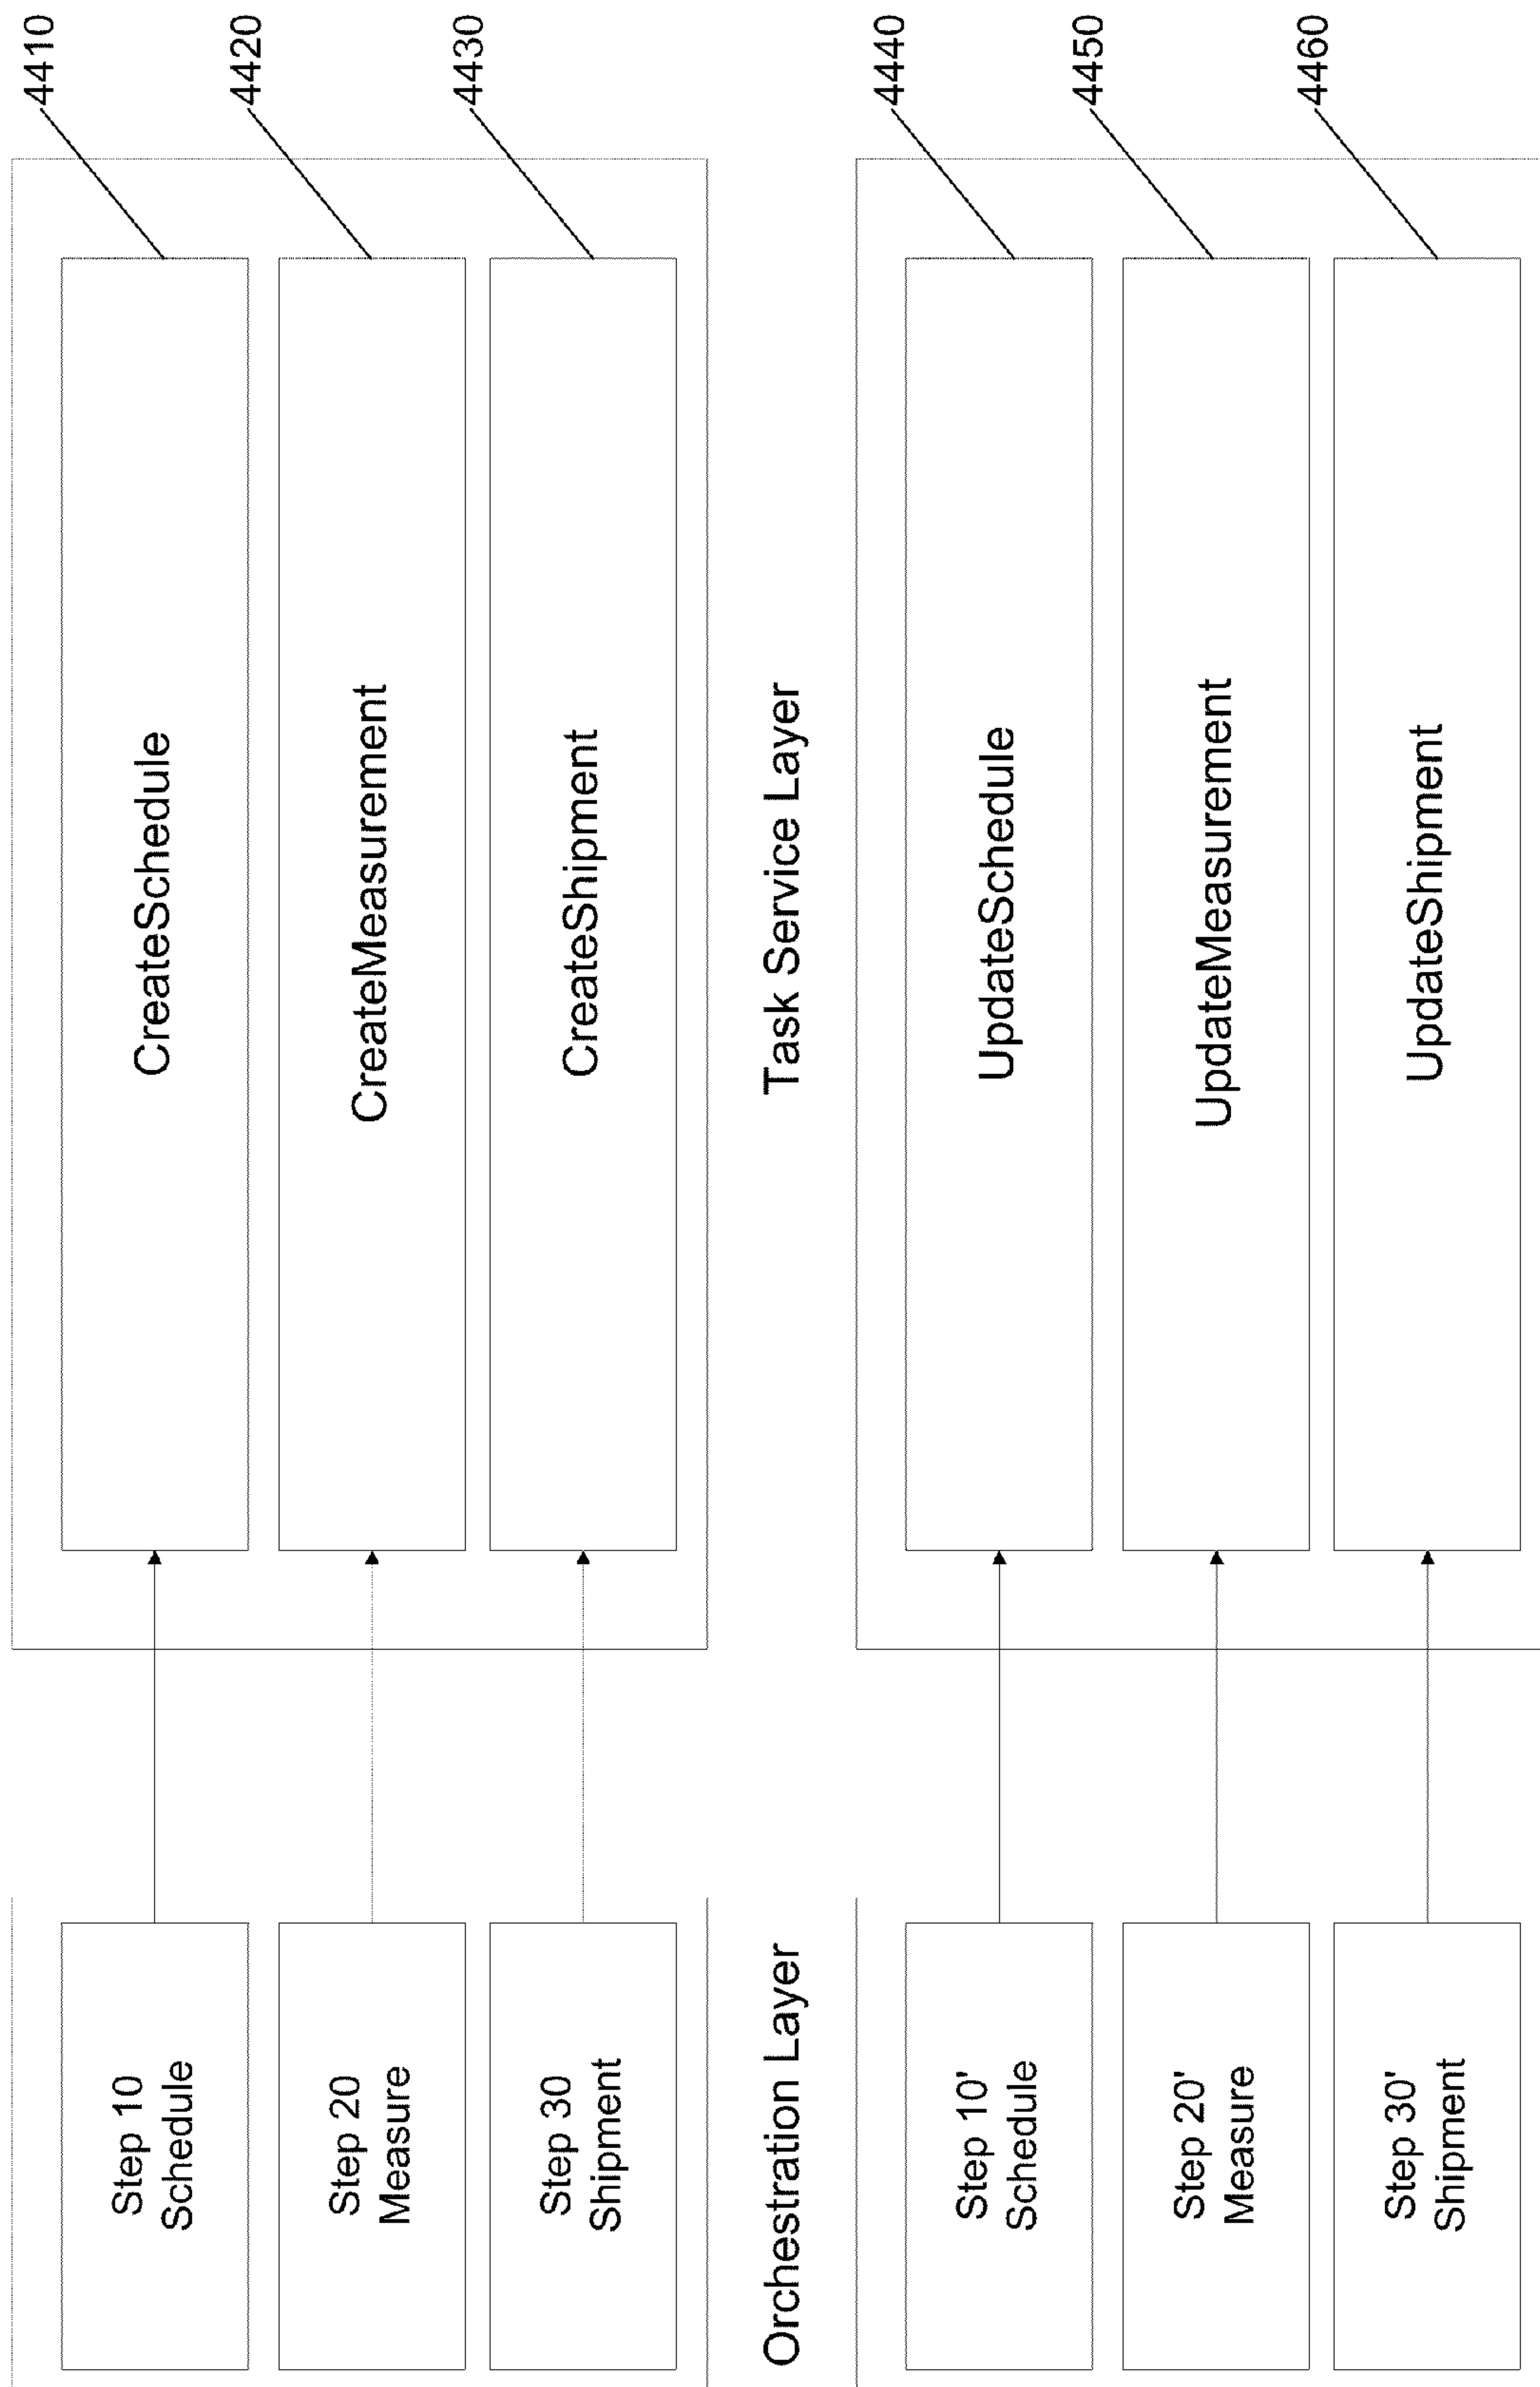 Step 10
Schedule
CreateSchedule
4410
Step 20
Measure
CreateMeasurement
4420
Step 30
Shipment
CreateShipment
4430
Orchestration Layer
Task Service Layer
Step 10'
Schedule
UpdateSchedule
4440
Step 20'
Measure
UpdateMeasurement
4450
Step 30'
Shipment
UpdateShipment
4460